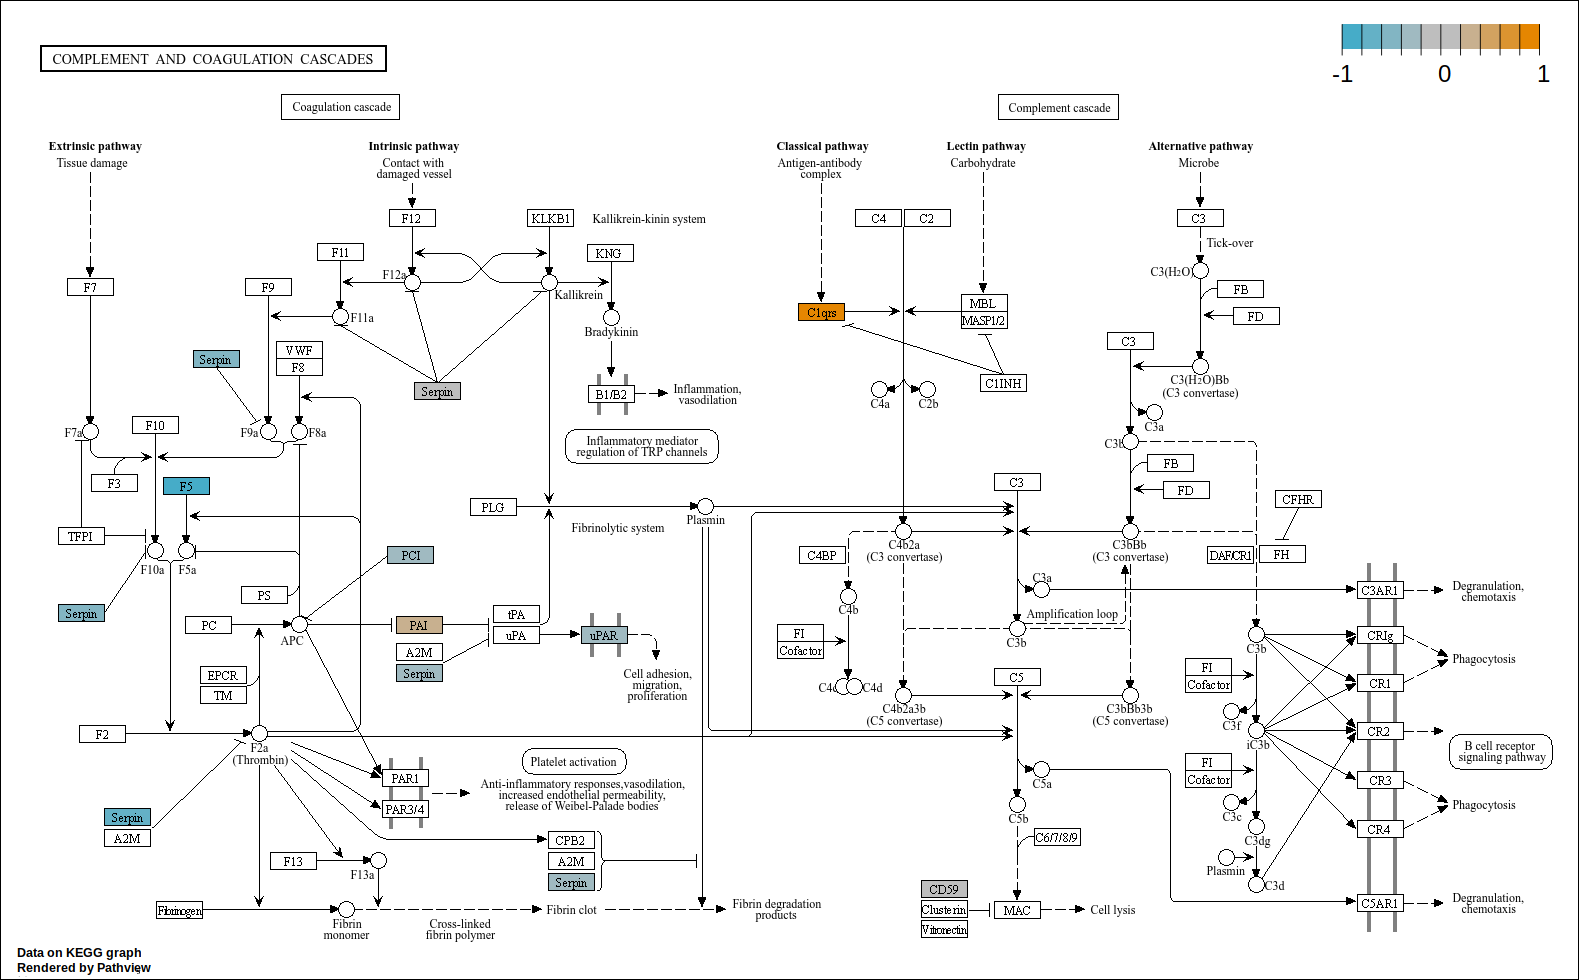 COMPLEMENT AND COAGULATION CASCADES
-1 0 1
Coagulation cascade
Complement cascade
Extrinsic pathway
Tissue damage
Intrinsic pathway
Contact with
damaged vessel
Classical pathway
Antigen-antibody
complex
Lectin pathway
Carbohydrate
Alternative pathway
Microbe
F12
KLKB1
Kallikrein-kinin system
C4
C2
C3
Tick-over
F11
KNG
F12a
C3(H2O)
F7
F9
Kallikrein
FB
MBL
MASP1/2
C1qrs
FD
F11a
Bradykinin
Serpin
VWF
F8
C3
C3(H2O)Bb
(C3 convertase)
Serpin
B1/B2
Inflammation,
vasodilation
C1INH
C4a
C2b
C3a
F7a
F10
F9a
F8a
Inflammatory mediator
regulation of TRP channels
C3b
FB
F3
F5
C3
FD
CFHR
PLG
Plasmin
Fibrinolytic system
TFPI
C4b2a
(C3 convertase)
C3bBb
(C3 convertase)
C4BP
DAF
CR1
FH
F10a
F5a
PCI
C3a
C3AR1
Degranulation,
chemotaxis
PS
C4b
Serpin
tPA
Amplification loop
PC
APC
PAI
uPA
uPAR
FI
Cofactor
C3b
C3b
CRIg
A2M
Serpin
Phagocytosis
EPCR
TM
Cell adhesion,
migration,
proliferation
C4c
C4d
C5
FI
Cofactor
CR1
C4b2a3b
(C5 convertase)
C3bBb3b
(C5 convertase)
C3f
F2
F2a
(Thrombin)
iC3b
CR2
B cell receptor
signaling pathway
Platelet activation
FI
Cofactor
PAR1
Anti-inflammatory responses,vasodilation,
increased endothelial permeability,
release of Weibel-Palade bodies
C5a
CR3
PAR3/4
C5b
C3c
Phagocytosis
Serpin
A2M
CPB2
A2M
Serpin
C6/7/8/9
C3dg
CR4
F13
F13a
Plasmin
C3d
CD59
Clusterin
Vitronectin
MAC
Cell lysis
C5AR1
Degranulation,
chemotaxis
Fibrinogen
Fibrin
monomer
Cross-linked
fibrin polymer
Fibrin clot
Fibrin degradation
products
Data on KEGG graph
Rendered by Pathview